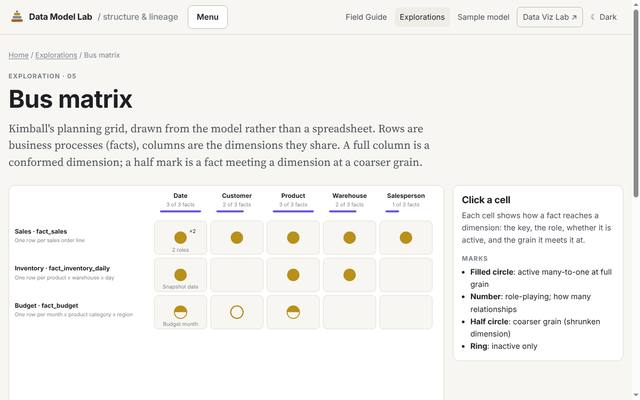 Data Model Lab / structure & lineage
Menu
Field Guide
Explorations
Sample model
Data Viz Lab ↗
☾ Dark
Home / Explorations / Bus matrix
EXPLORATION · 05
Bus matrix
Kimball's planning grid, drawn from the model rather than a spreadsheet. Rows are
business processes (facts), columns are the dimensions they share. A full column is a
conformed dimension; a half mark is a fact meeting a dimension at a coarser grain.
Date
Customer
Product
Warehouse
Salesperson
3 of 3 facts
2 of 3 facts
3 of 3 facts
2 of 3 facts
1 of 3 facts
Sales · fact_sales
One row per sales order line
×2
2 roles
Inventory · fact_inventory_daily
One row per product × warehouse × day
Snapshot date
Budget · fact_budget
One row per month × product category × region
Budget month
Click a cell
Each cell shows how a fact reaches a
dimension: the key, the role, whether it is
active, and the grain it meets it at.
MARKS
Filled circle: active many-to-one at full
grain
Number: role-playing; how many
relationships
Half circle: coarser grain (shrunken
dimension)
Ring: inactive only